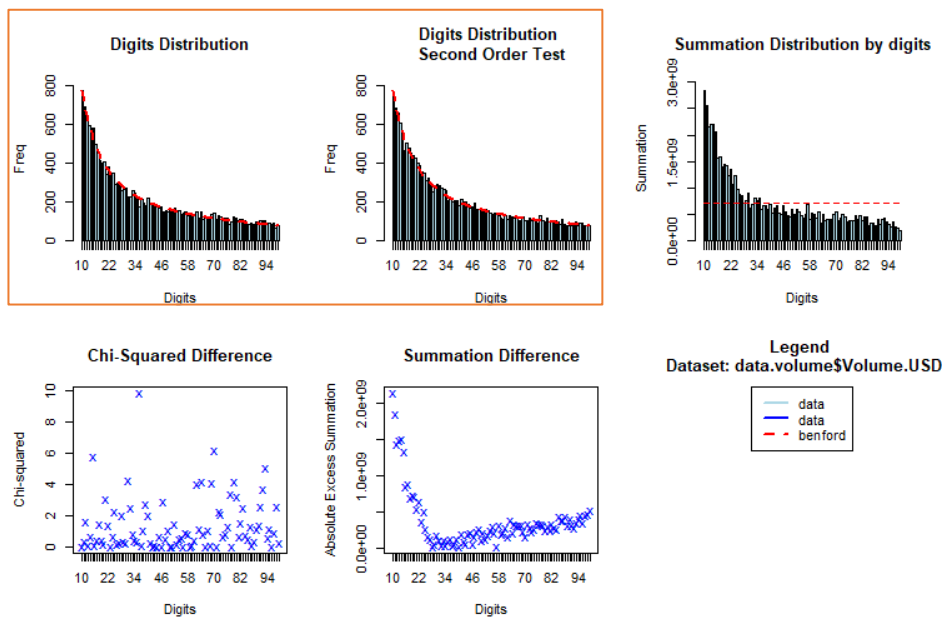 Digits Distribution
Freq
0 200 400 600 800
10 22 34 46 58 70 82 94
Digits
Digits Distribution
Second Order Test
Freq
0 200 400 600 800
10 22 34 46 58 70 82 94
Digits
Summation Distribution by digits
Summation
0.0e+00 1.5e+09 3.0e+09
10 22 34 46 58 70 82 94
Digits
Chi-Squared Difference
Chi-squared
0 2 4 6 8 10
10 22 34 46 58 70 82 94
Digits
Summation Difference
Absolute Excess Summation
0.0e+00 1.0e+09 2.0e+09
10 22 34 46 58 70 82 94
Digits
Legend
Dataset: data.volume$Volume.USD
data
data
benford